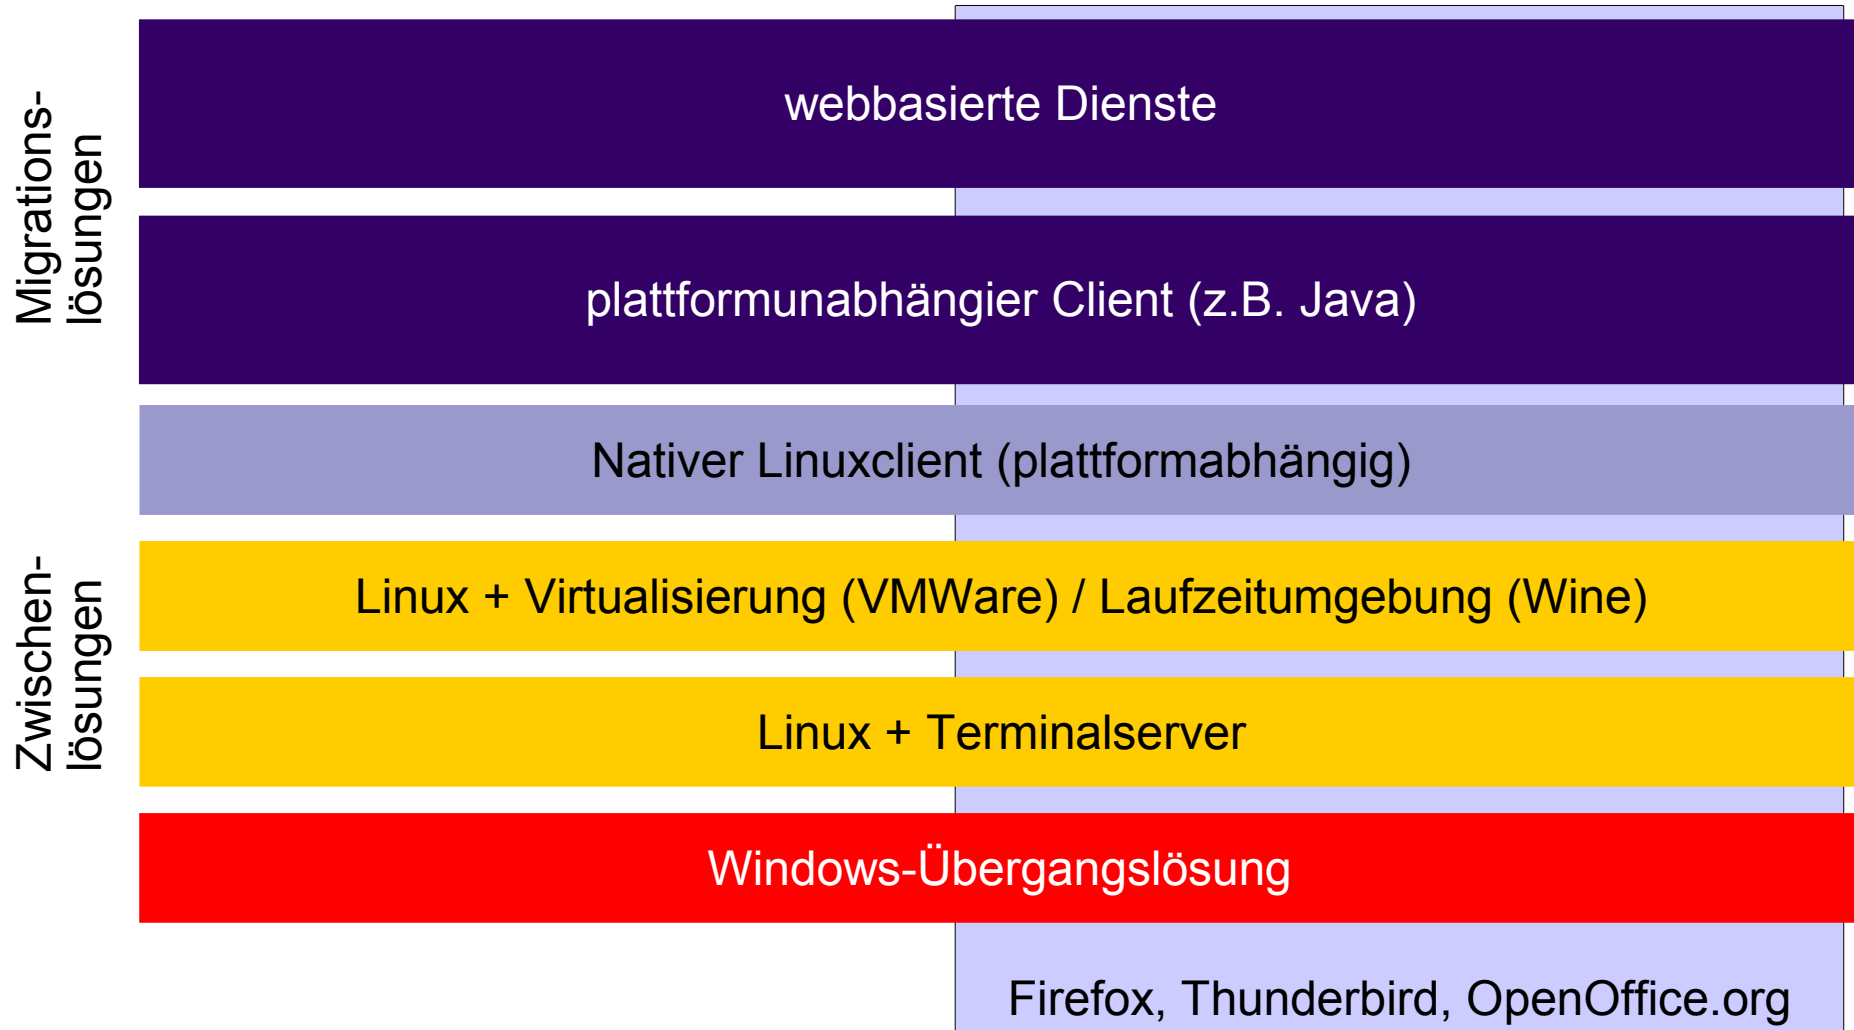 Migrations-
lösungen
webbasierte Dienste
plattformunabhängier Client (z.B. Java)
Nativer Linuxclient (plattformabhängig)
Zwischen-
lösungen
Linux + Virtualisierung (VMWare) / Laufzeitumgebung (Wine)
Linux + Terminalserver
Windows-Übergangslösung
Firefox, Thunderbird, OpenOffice.org